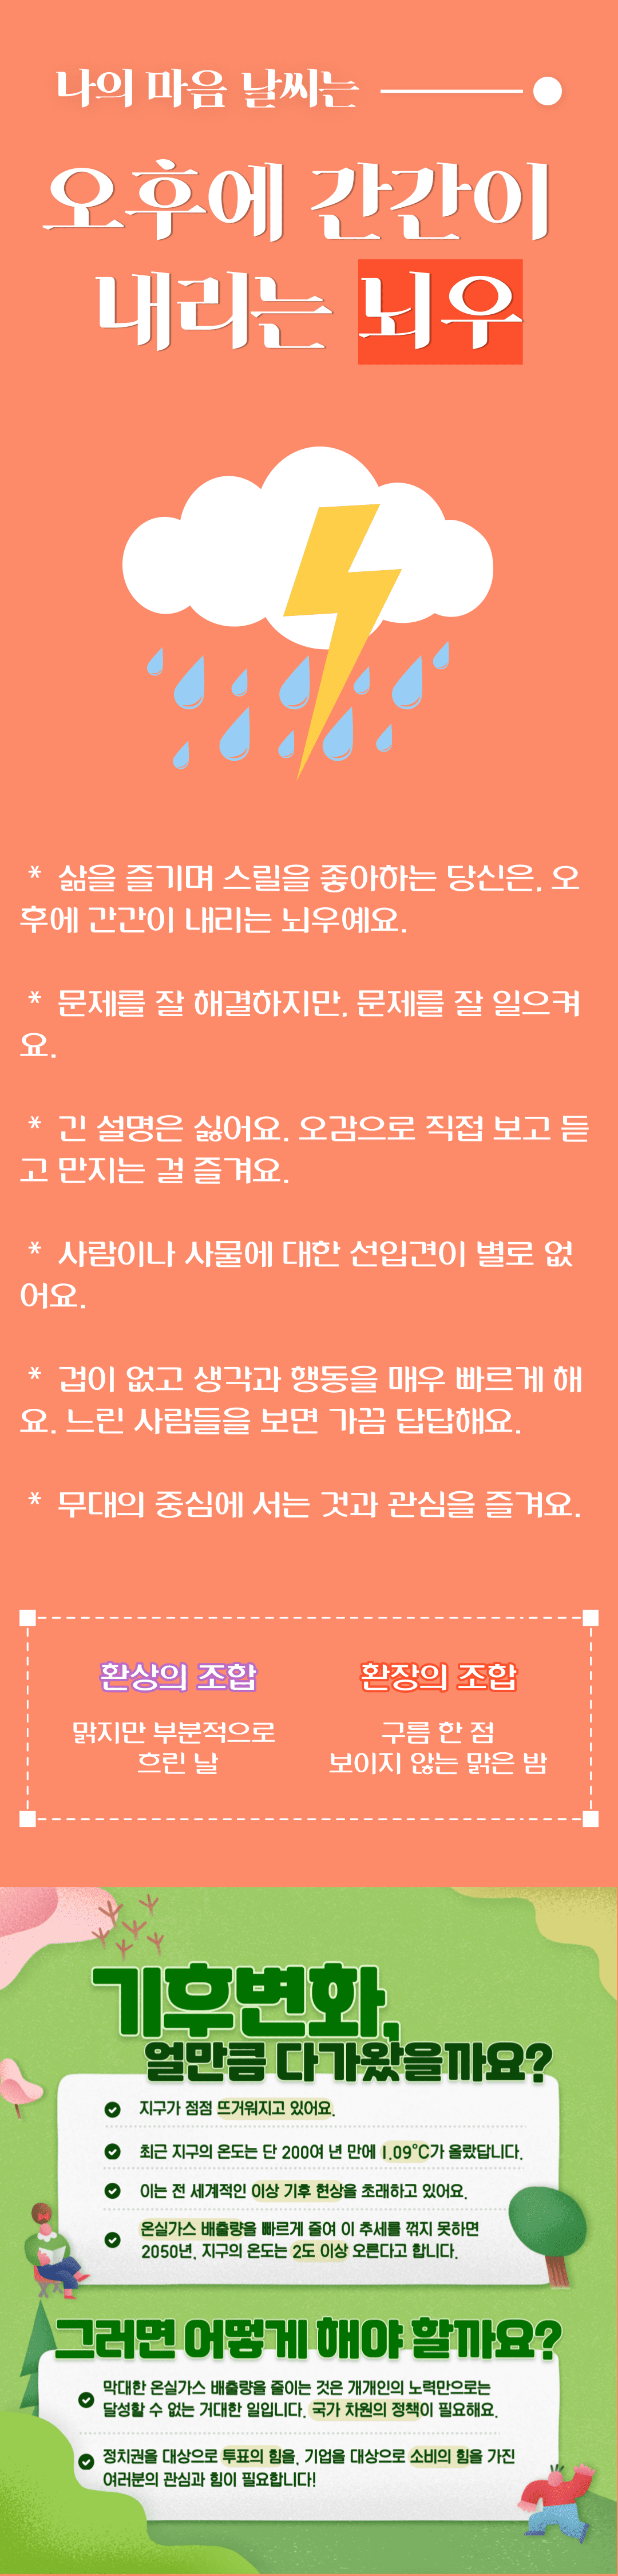 나의 마음 날씨는
오후에 간간이
내리는 뇌우
* 삶을 즐기며 스릴을 좋아하는 당신은, 오
후에 간간이 내리는 뇌우예요.
* 문제를 잘 해결하지만, 문제를 잘 일으켜
요.
* 긴 설명은 싫어요. 오감으로 직접 보고 듣
고 만지는 걸 즐겨요.
* 사람이나 사물에 대한 선입견이 별로 없
어요.
* 겁이 없고 생각과 행동을 매우 빠르게 해
요. 느린 사람들을 보면 가끔 답답해요.
* 무대의 중심에 서는 것과 관심을 즐겨요.
환상의 조합
맑지만 부분적으로
흐린 날
환장의 조합
구름 한 점
보이지 않는 맑은 밤
기후변화,
얼만큼 다가왔을까요?
지구가 점점 뜨거워지고 있어요.
최근 지구의 온도는 단 200여 년 만에 1.09°C가 올랐답니다.
이는 전 세계적인 이상 기후 현상을 초래하고 있어요.
온실가스 배출량을 빠르게 줄여 이 추세를 꺾지 못하면
2050년, 지구의 온도는 2도 이상 오른다고 합니다.
그러면 어떻게 해야 할까요?
막대한 온실가스 배출량을 줄이는 것은 개개인의 노력만으로는
달성할 수 없는 거대한 일입니다. 국가 차원의 정책이 필요해요.
정치권을 대상으로 투표의 힘을, 기업을 대상으로 소비의 힘을 가진
여러분의 관심과 힘이 필요합니다!